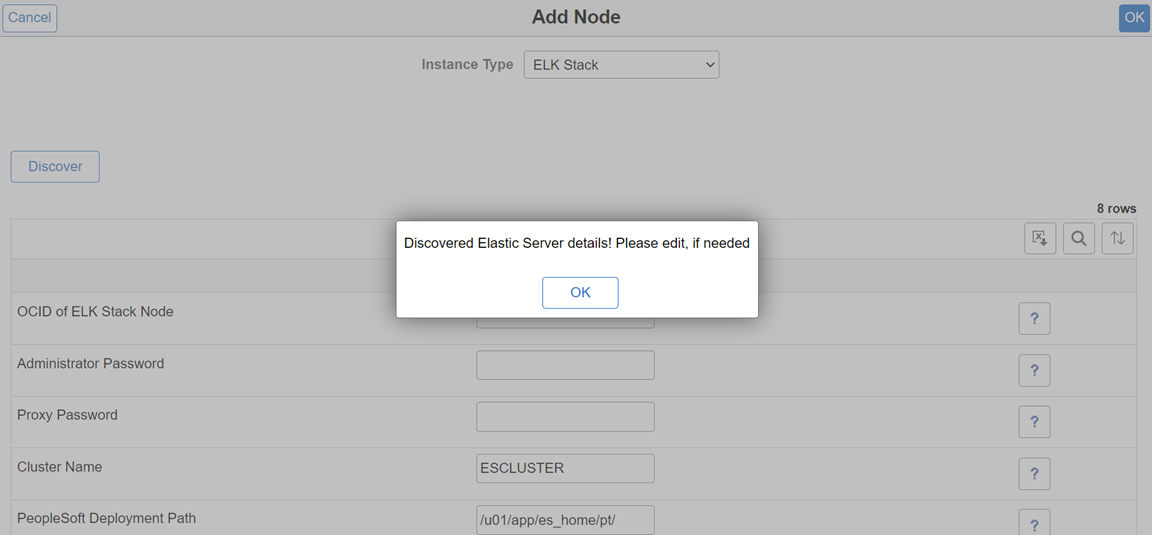 Cancel
Add Node
OK
Instance Type
ELK Stack
Discover
8 rows
Discovered Elastic Server details! Please edit, if needed
OK
OCID of ELK Stack Node
?
Administrator Password
?
Proxy Password
?
Cluster Name
ESCLUSTER
?
PeopleSoft Deployment Path
/u01/app/es_home/pt/
?